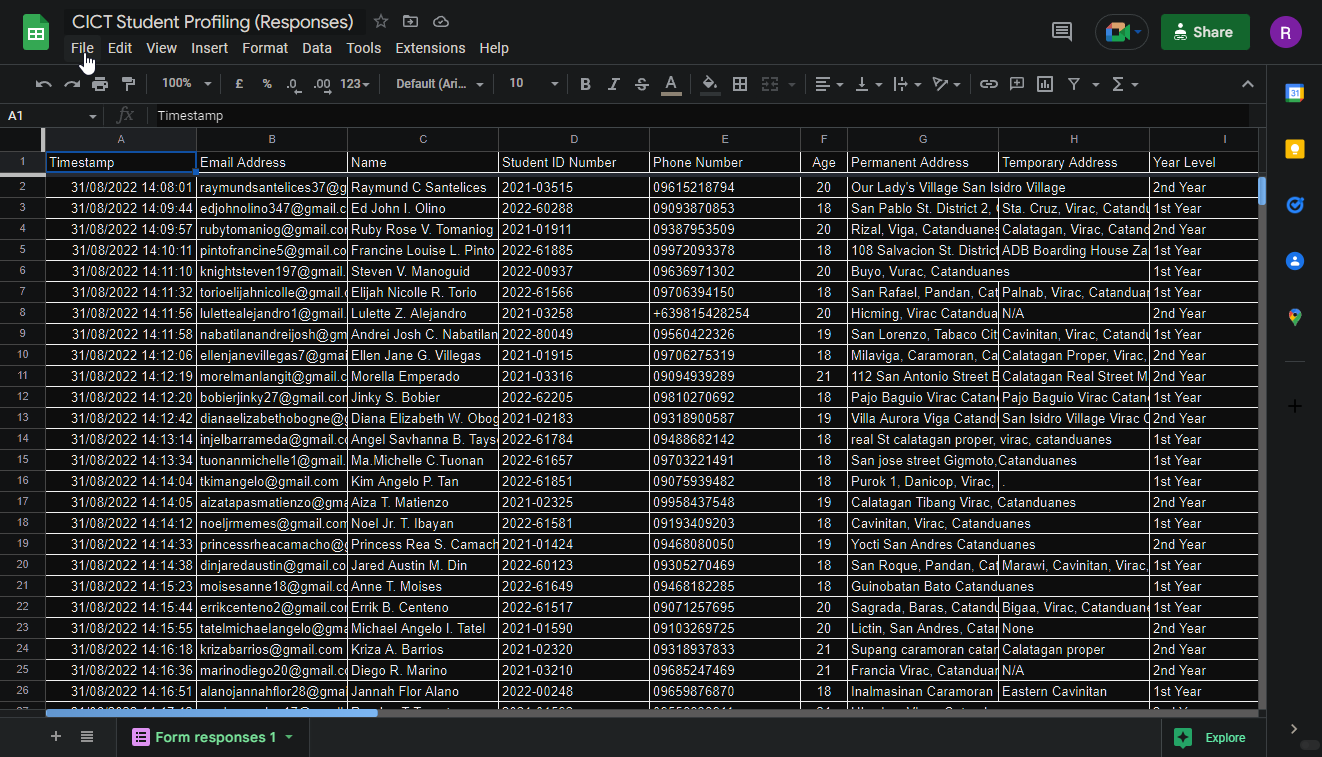 CICT Student Profiling (Responses)
File Edit View Insert Format Data Tools Extensions Help
Share
R
100% £ % .0 .00 123 Default (Ari... 10 B I S A
31
A1 fx Timestamp
A B C D E F G H I
1 Timestamp Email Address Name Student ID Number Phone Number Age Permanent Address Temporary Address Year Level
2 31/08/2022 14:08:01 raymundsantelices37@g Raymund C Santelices 2021-03515 09615218794 20 Our Lady's Village San Isidro Village 2nd Year
3 31/08/2022 14:09:44 edjohnolino347@gmail.c Ed John I. Olino 2022-60288 09093870853 18 San Pablo St. District 2, Sta. Cruz, Virac, Catandu 1st Year
4 31/08/2022 14:09:57 rubytomaniog@gmail.con Ruby Rose V. Tomaniog 2021-01911 09387953509 20 Rizal, Viga, Catanduanes Calatagan, Virac, Catand 2nd Year
5 31/08/2022 14:10:11 pintofrancine5@gmail.co Francine Louise L. Pinto 2022-61885 09972093378 18 108 Salvacion St. District ADB Boarding House Za 1st Year
6 31/08/2022 14:11:10 knightsteven197@gmail. Steven V. Manoguid 2022-00937 09636971302 20 Buyo, Vurac, Catanduanes 1st Year
7 31/08/2022 14:11:32 torioelijahnicolle@gmail.c Elijah Nicolle R. Torio 2022-61566 09706394150 18 San Rafael, Pandan, Cat Palnab, Virac, Catanduan 1st Year
8 31/08/2022 14:11:56 lulettealejandro1@gmail. Lulette Z. Alejandro 2021-03258 +639815428254 20 Hicming, Virac Catandua N/A 2nd Year
9 31/08/2022 14:11:58 nabatilanandreijosh@gm Andrei Josh C. Nabatilan 2022-80049 09560422326 19 San Lorenzo, Tabaco Cit Cavinitan, Virac, Catandu 1st Year
10 31/08/2022 14:12:06 ellenjanevillegas7@gmai Ellen Jane G. Villegas 2021-01915 09706275319 18 Milaviga, Caramoran, Ca Calatagan Proper, Virac, 2nd Year
11 31/08/2022 14:12:19 morelmanlangit@gmail.c Morella Emperado 2021-03316 09094939289 21 112 San Antonio Street B Calatagan Real Street M 2nd Year
12 31/08/2022 14:12:20 bobierjinky27@gmail.con Jinky S. Bobier 2022-62205 09810270692 18 Pajo Baguio Virac Catan Pajo Baguio Virac Catan 1st Year
13 31/08/2022 14:12:42 dianaelizabethobogne@g Diana Elizabeth W. Obog 2021-02183 09318900587 19 Villa Aurora Viga Catand San Isidro Village Virac C 2nd Year
14 31/08/2022 14:13:14 injelbarrameda@gmail.co Angel Savhanna B. Tays 2022-61784 09488682142 18 real St calatagan proper, virac, catanduanes 1st Year
15 31/08/2022 14:13:34 tuonanmichelle1@gmail. Ma.Michelle C.Tuonan 2022-61657 09703221491 18 San jose street Gigmoto,Catanduanes 1st Year
16 31/08/2022 14:14:04 tkimangelo@gmail.com Kim Angelo P. Tan 2022-61851 09075939482 18 Purok 1, Danicop, Virac, . 1st Year
17 31/08/2022 14:14:05 aizatapasmatienzo@gma Aiza T. Matienzo 2021-02325 09958437548 19 Calatagan Tibang Virac, Catanduanes 2nd Year
18 31/08/2022 14:14:12 noeljrmemes@gmail.com Noel Jr. T. Ibayan 2022-61581 09193409203 18 Cavinitan, Virac, Catanduanes 1st Year
19 31/08/2022 14:14:33 princessrheacamacho@g Princess Rea S. Camach 2021-01424 09468080050 19 Yocti San Andres Catanduanes 2nd Year
20 31/08/2022 14:14:38 dinjaredaustin@gmail.co Jared Austin M. Din 2022-60123 09305270469 18 San Roque, Pandan, Cat Marawi, Cavinitan, Virac, 1st Year
21 31/08/2022 14:15:23 moisesanne18@gmail.co Anne T. Moises 2022-61649 09468182285 18 Guinobatan Bato Catanduanes 1st Year
22 31/08/2022 14:15:44 errikcenteno2@gmail.con Errik B. Centeno 2022-61517 09071257695 20 Sagrada, Baras, Catandu Bigaa, Virac, Catanduane 1st Year
23 31/08/2022 14:15:55 tatelmichaelangelo@gma Michael Angelo I. Tatel 2021-01590 09103269725 20 Lictin, San Andres, Catan None 2nd Year
24 31/08/2022 14:16:18 krizabarrios@gmail.com Kriza A. Barrios 2021-02320 09318937833 21 Supang caramoran catan Calatagan proper 2nd Year
25 31/08/2022 14:16:36 marinodiego20@gmail.cc Diego R. Marino 2021-03210 09685247469 21 Francia Virac, Catanduan N/A 2nd Year
26 31/08/2022 14:16:51 alanojannahflor28@gmai Jannah Flor Alano 2022-00248 09659876870 18 Inalmasinan Caramoran Eastern Cavinitan 1st Year
Form responses 1
Explore